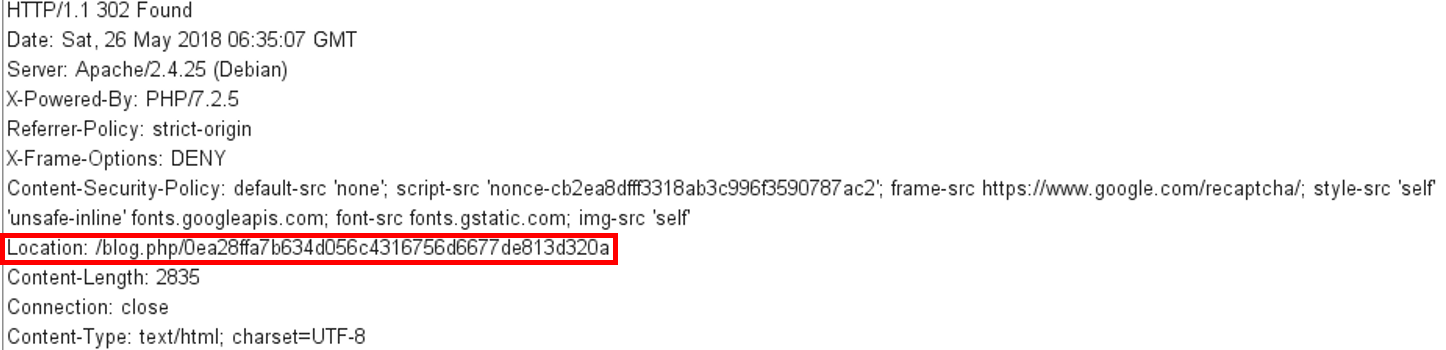 HTTP/1.1 302 Found
Date: Sat, 26 May 2018 06:35:07 GMT
Server: Apache/2.4.25 (Debian)
X-Powered-By: PHP/7.2.5
Referrer-Policy: strict-origin
X-Frame-Options: DENY
Content-Security-Policy: default-src 'none'; script-src 'nonce-cb2ea8dfff3318ab3c996f3590787ac2'; frame-src https://www.google.com/recaptcha/; style-src 'self'
'unsafe-inline' fonts.googleapis.com; font-src fonts.gstatic.com; img-src 'self'
Location: /blog.php/0ea28ffa7b634d056c4316756d6677de813d320a
Content-Length: 2835
Connection: close
Content-Type: text/html; charset=UTF-8